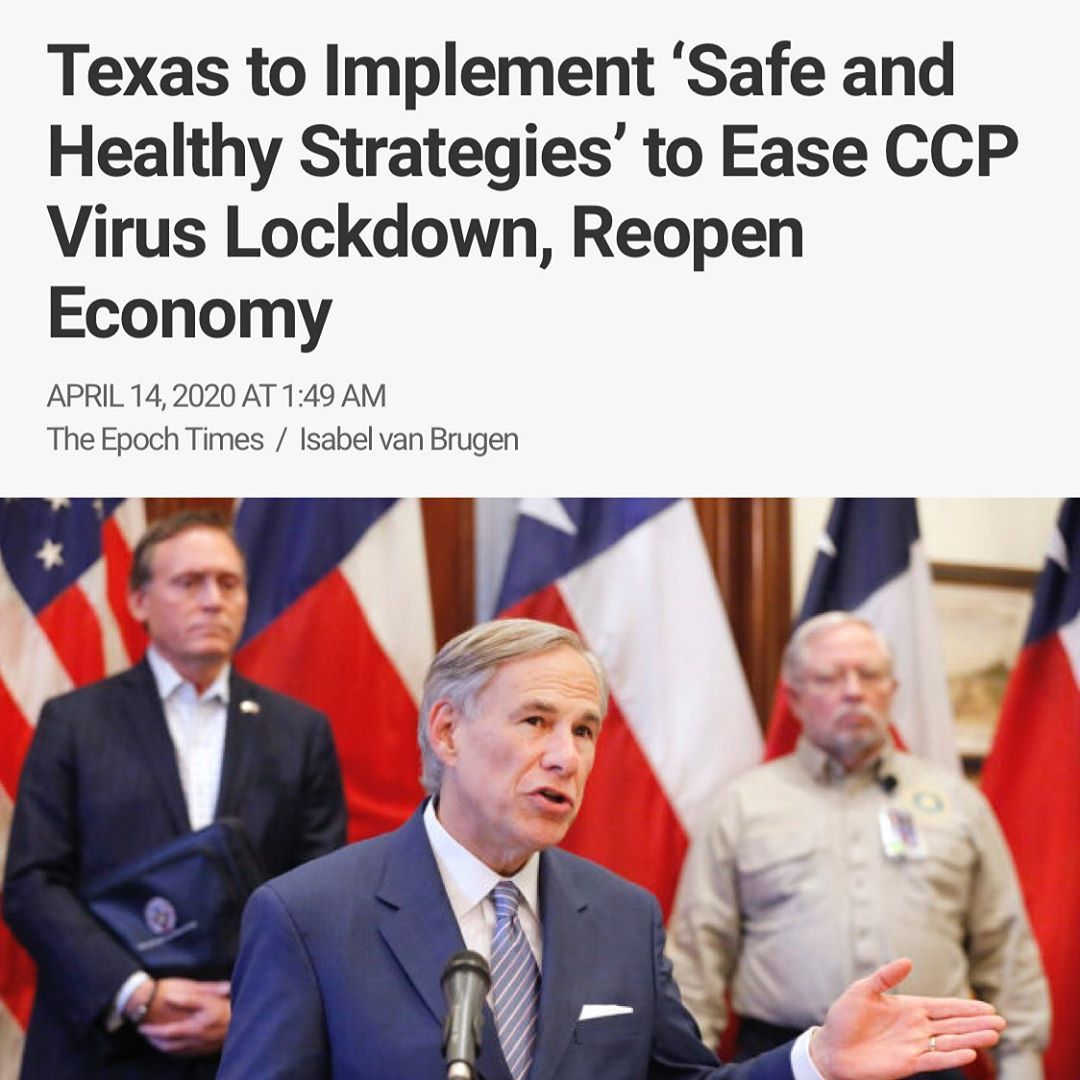 Texas to Implement ‘Safe and
Healthy Strategies’ to Ease CCP
Virus Lockdown, Reopen
Economy
APRIL 14, 2020 AT 1:49 AM
The Epoch Times / Isabel van Brugen